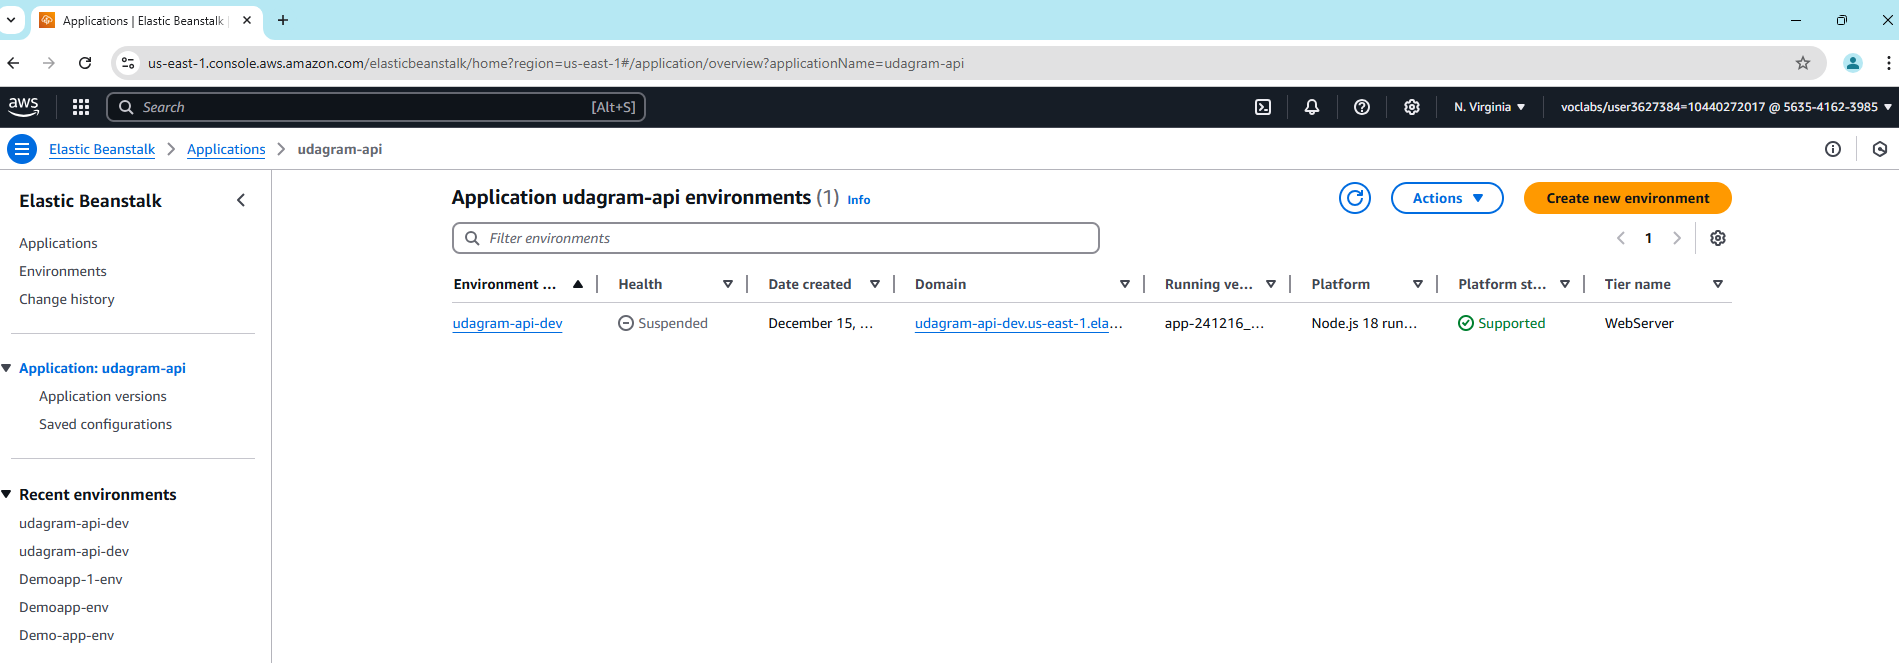 Applications | Elastic Beanstalk |
us-east-1.console.aws.amazon.com/elasticbeanstalk/home?region=us-east-1#/application/overview?applicationName=udagram-api
aws
Search [Alt+S]
N. Virginia
voclabs/user3627384=10440272017 @ 5635-4162-3985
Elastic Beanstalk > Applications > udagram-api
Elastic Beanstalk
Applications
Environments
Change history
Application: udagram-api
Application versions
Saved configurations
Recent environments
udagram-api-dev
udagram-api-dev
Demoapp-1-env
Demoapp-env
Demo-app-env
Application udagram-api environments (1) Info
Actions
Create new environment
Filter environments
1
Environment ... Health Date created Domain Running ve... Platform Platform st... Tier name
udagram-api-dev Suspended December 15, ... udagram-api-dev.us-east-1.ela... app-241216_... Node.js 18 run... Supported WebServer